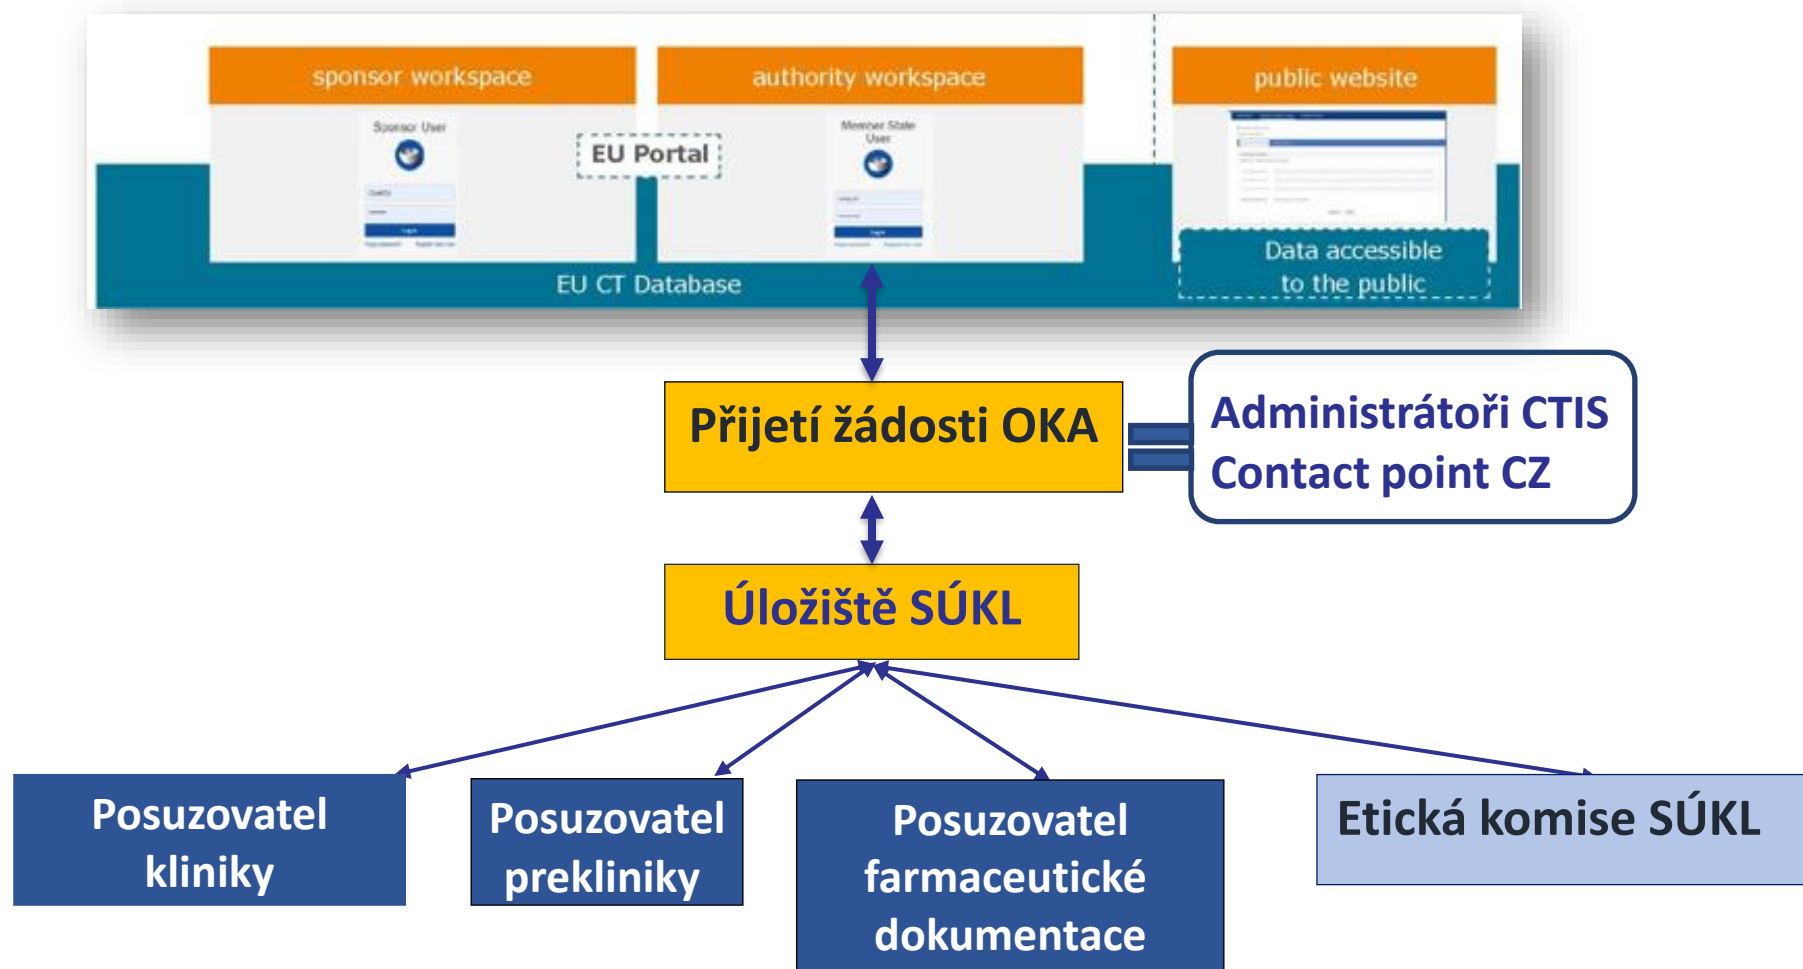 sponsor workspace
authority workspace
public website
Sponsor User
Member State
User
EU Portal
Data accessible
to the public
EU CT Database
Přijetí žádosti OKA
Administrátoři CTIS
Contact point CZ
Úložiště SÚKL
Posuzovatel
kliniky
Posuzovatel
prekliniky
Posuzovatel
farmaceutické
dokumentace
Etická komise SÚKL